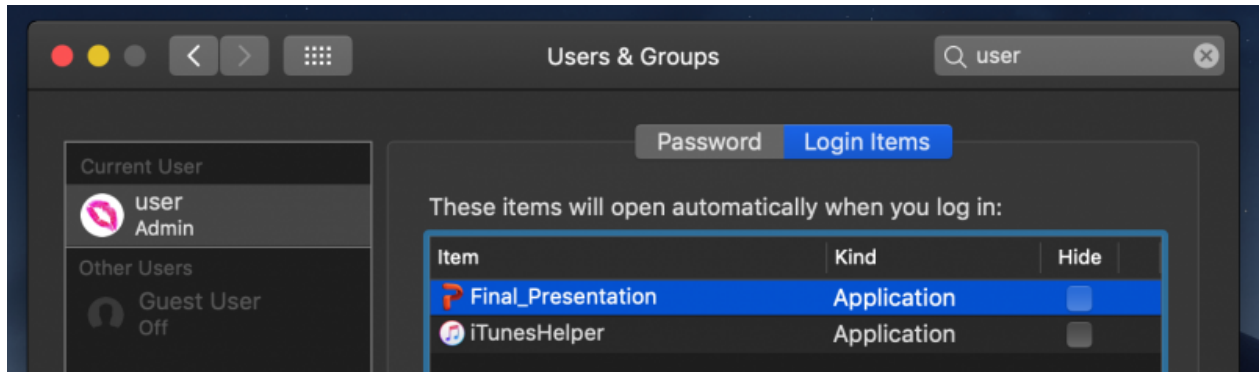 Users & Groups
user
Password
Login Items
Current User
user
Admin
Other Users
Guest User
Off
These items will open automatically when you log in:
Item Kind Hide
Final_Presentation Application
iTunesHelper Application